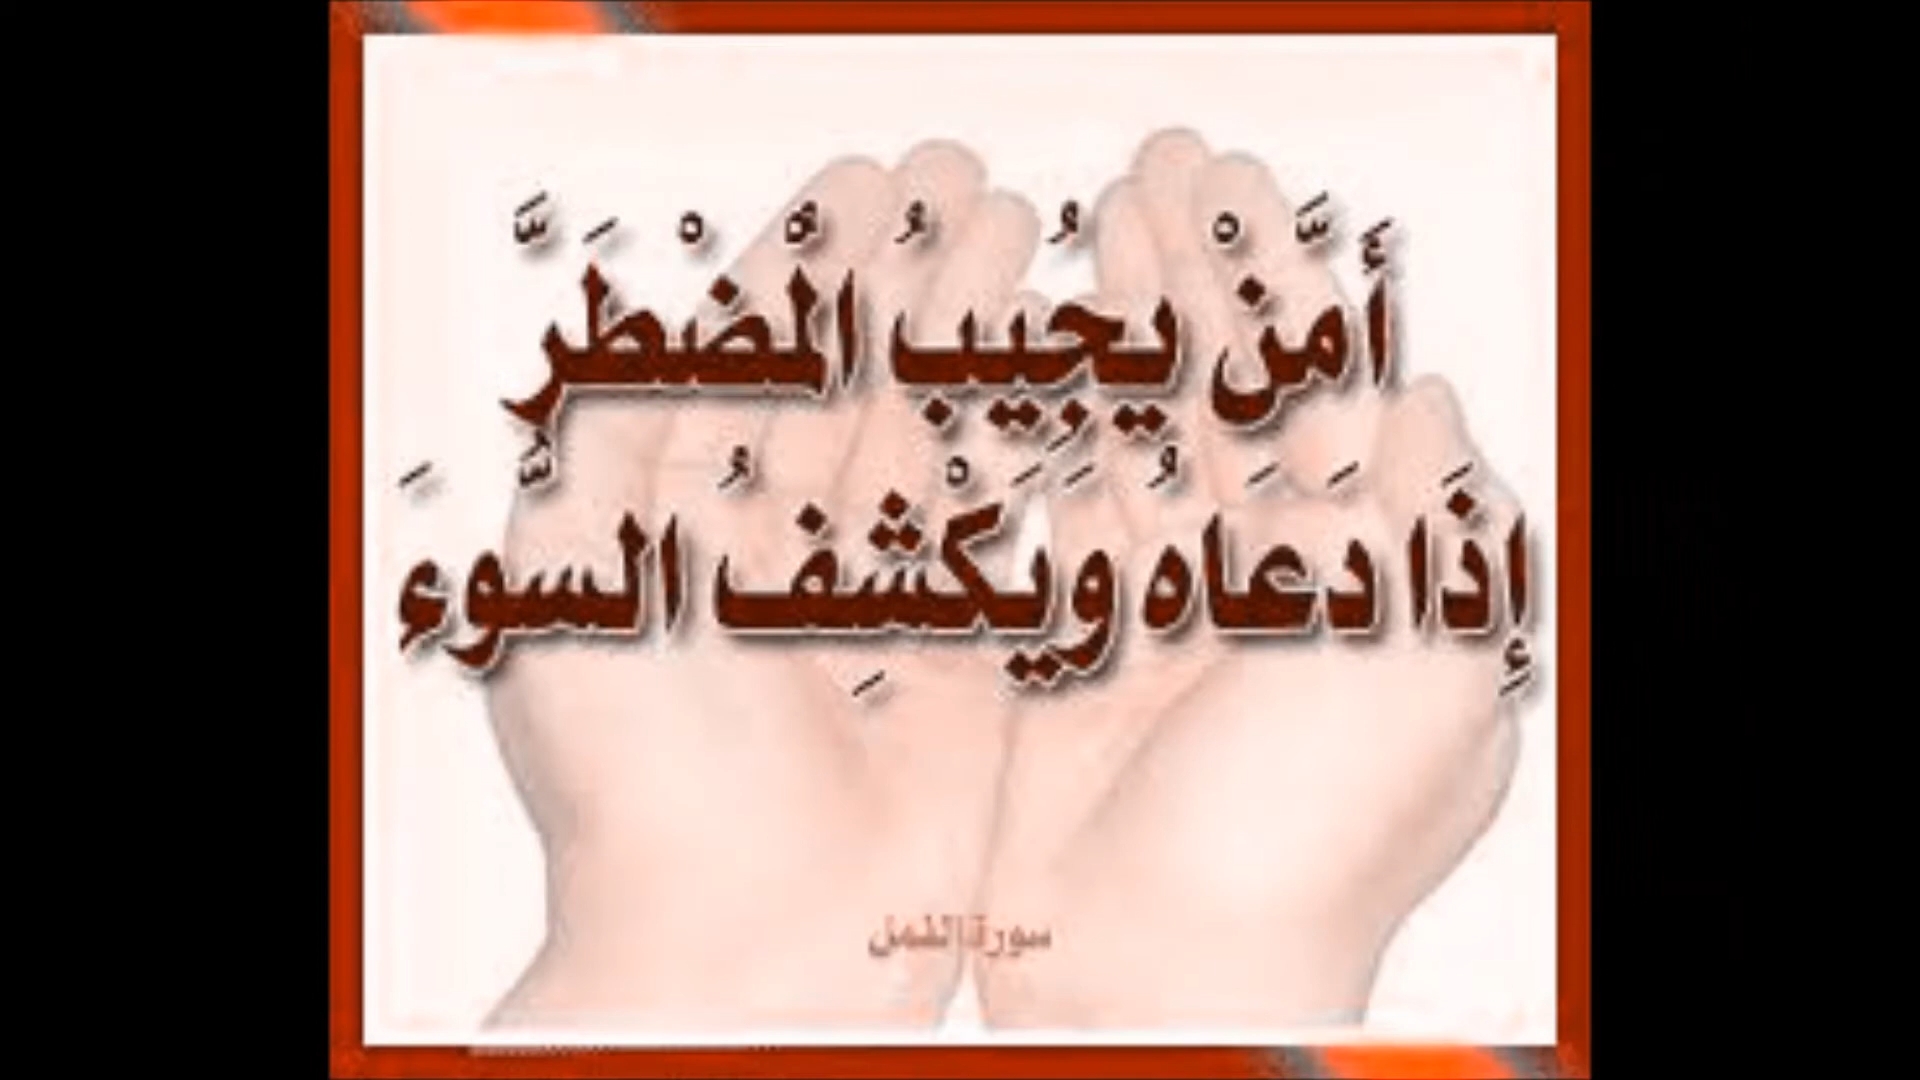 أَمَّنْ يُجِيبُ الْمُضْطَرَّ
إِذَا دَعَاهُ وَيَكْشِفُ السُّوءَ
سورة النمل